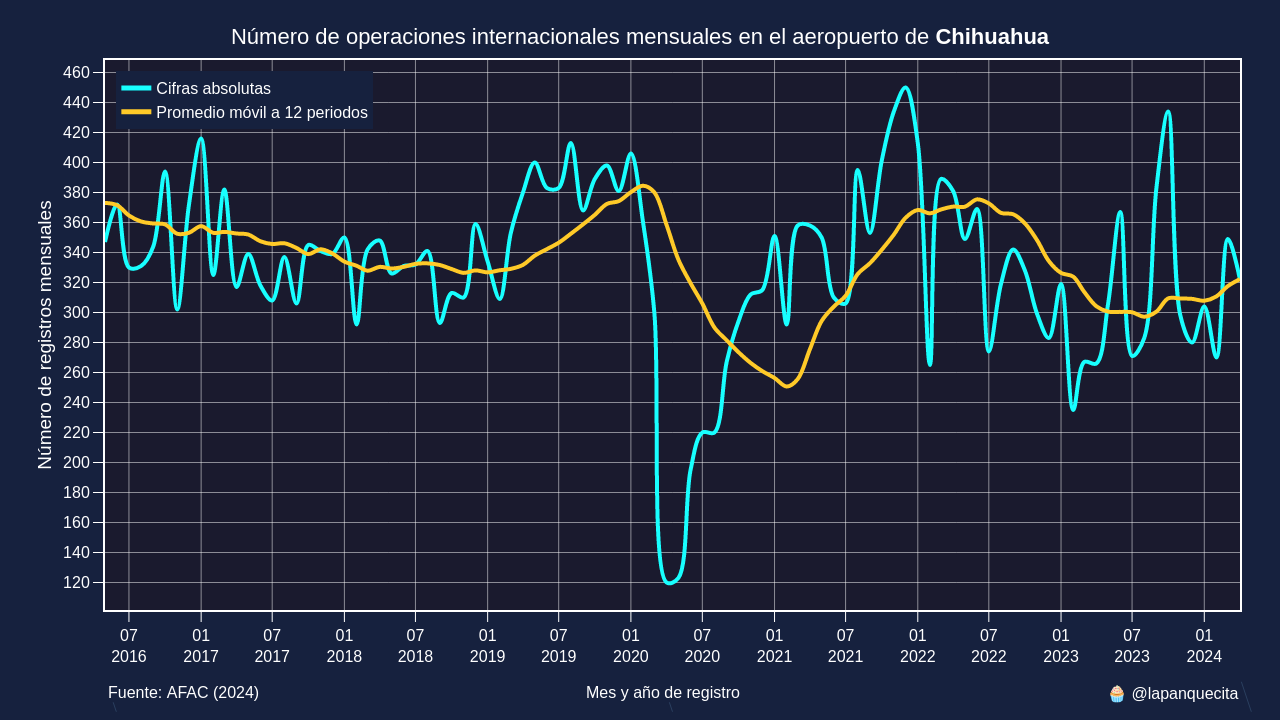 Número de operaciones internacionales mensuales en el aeropuerto de Chihuahua
Cifras absolutas
Promedio móvil a 12 periodos
Número de registros mensuales
460
440
420
400
380
360
340
320
300
280
260
240
220
200
180
160
140
120
07 01 07 01 07 01 07 01 07 01 07 01 07 01 07 01
2016 2017 2017 2018 2018 2019 2019 2020 2020 2021 2021 2022 2022 2023 2023 2024
Fuente: AFAC (2024) Mes y año de registro 🧁 @lapanquecita